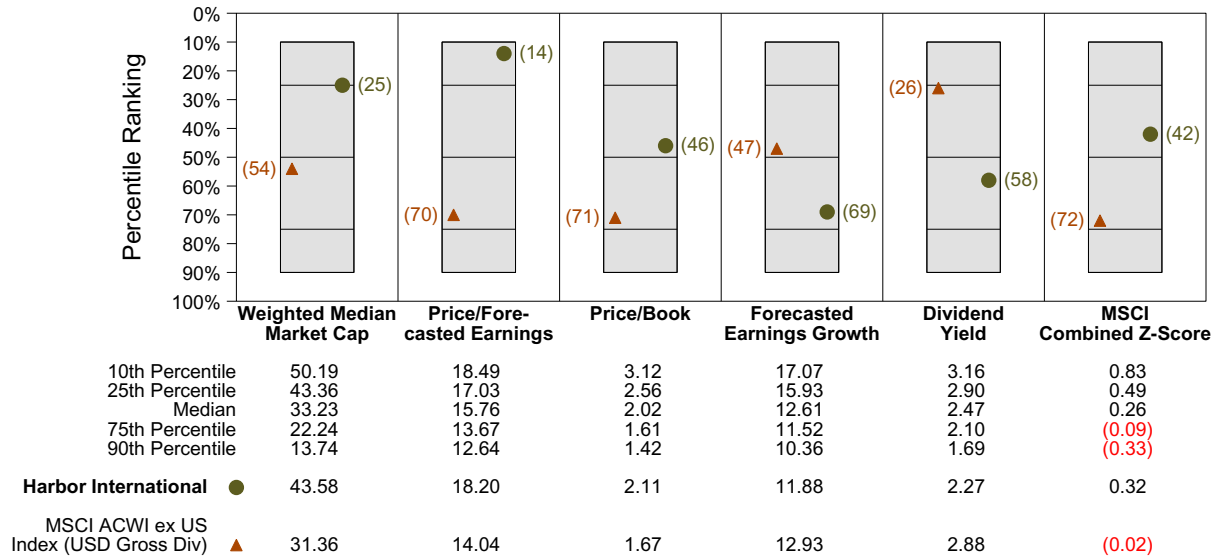 Percentile Ranking
0%
10%
20%
30%
40%
50%
60%
70%
80%
90%
100%
(25)
(54)
(14)
(70)
(46)
(71)
(47)
(69)
(26)
(58)
(42)
(72)
Weighted Median
Market Cap
Price/Fore-
casted Earnings
Price/Book
Forecasted
Earnings Growth
Dividend
Yield
MSCI
Combined Z-Score
10th Percentile 50.19 18.49 3.12 17.07 3.16 0.83
25th Percentile 43.36 17.03 2.56 15.93 2.90 0.49
Median 33.23 15.76 2.02 12.61 2.47 0.26
75th Percentile 22.24 13.67 1.61 11.52 2.10 (0.09)
90th Percentile 13.74 12.64 1.42 10.36 1.69 (0.33)
Harbor International 43.58 18.20 2.11 11.88 2.27 0.32
MSCI ACWI ex US
Index (USD Gross Div) 31.36 14.04 1.67 12.93 2.88 (0.02)